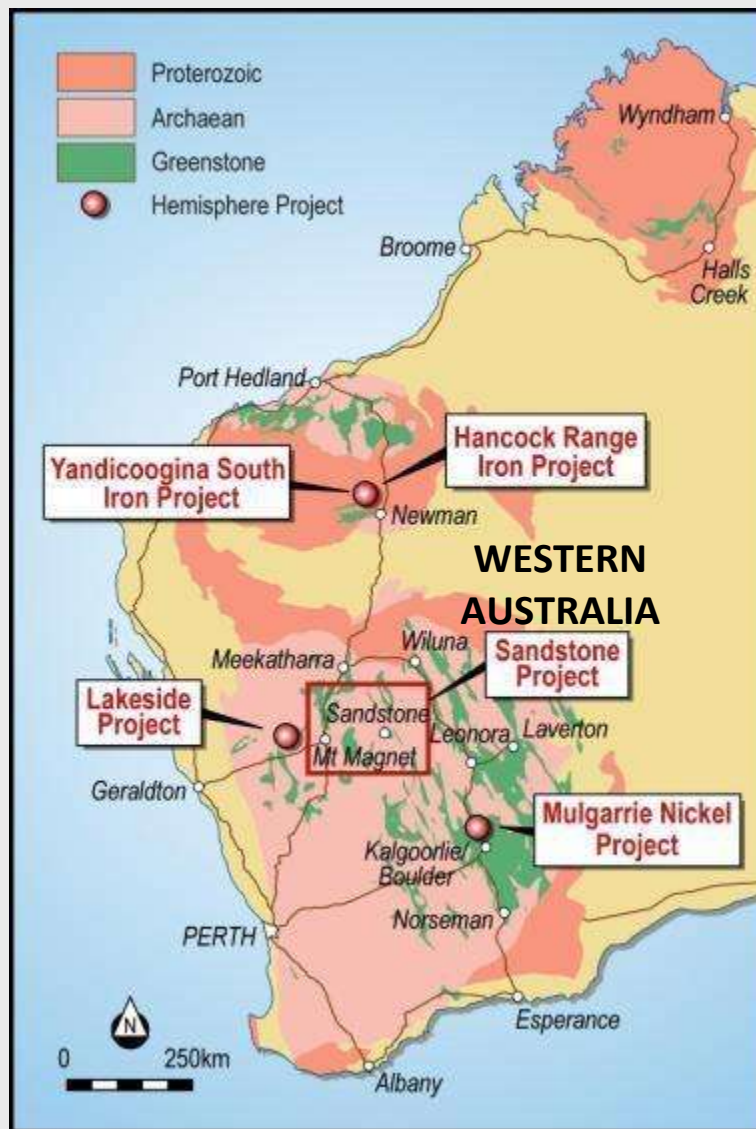 Proterozoic
Archaean
Greenstone
Hemisphere Project
Wyndham
Broome
Halls
Creek
Port Hedland
Hancock Range
Iron Project
Yandicoogina South
Iron Project
Newman
WESTERN
AUSTRALIA
Meekatharra
Wiluna
Sandstone
Project
Lakeside
Project
Sandstone
Leonora
Laverton
Mt Magnet
Geraldton
Mulgarrie Nickel
Project
Kalgoorlie/
Boulder
Norseman
PERTH
N
Esperance
0 250km
Albany